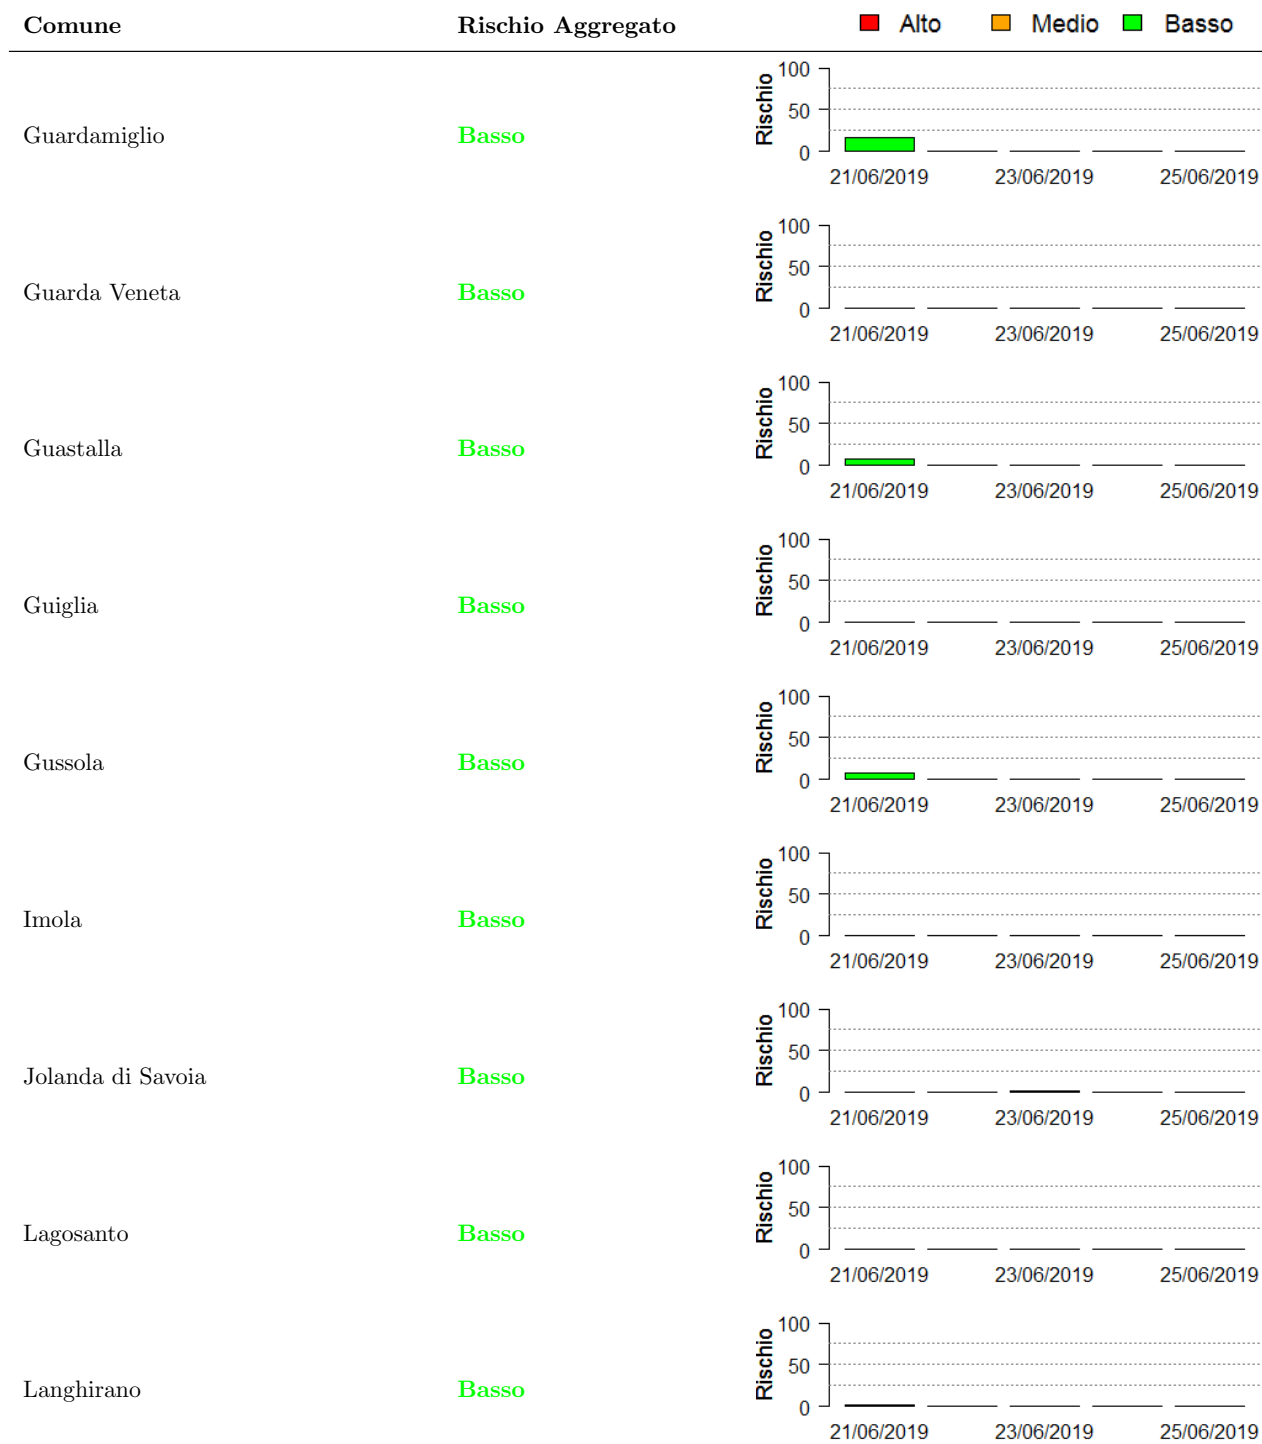 Comune Rischio Aggregato Alto Medio Basso
100
50
0
Rischio
Guardamiglio Basso
21/06/2019 23/06/2019 25/06/2019
100
50
0
Rischio
Guarda Veneta Basso
21/06/2019 23/06/2019 25/06/2019
100
50
0
Rischio
Guastalla Basso
21/06/2019 23/06/2019 25/06/2019
100
50
0
Rischio
Guiglia Basso
21/06/2019 23/06/2019 25/06/2019
100
50
0
Rischio
Gussola Basso
21/06/2019 23/06/2019 25/06/2019
100
50
0
Rischio
Imola Basso
21/06/2019 23/06/2019 25/06/2019
100
50
0
Rischio
Jolanda di Savoia Basso
21/06/2019 23/06/2019 25/06/2019
100
50
0
Rischio
Lagosanto Basso
21/06/2019 23/06/2019 25/06/2019
100
50
0
Rischio
Langhirano Basso
21/06/2019 23/06/2019 25/06/2019